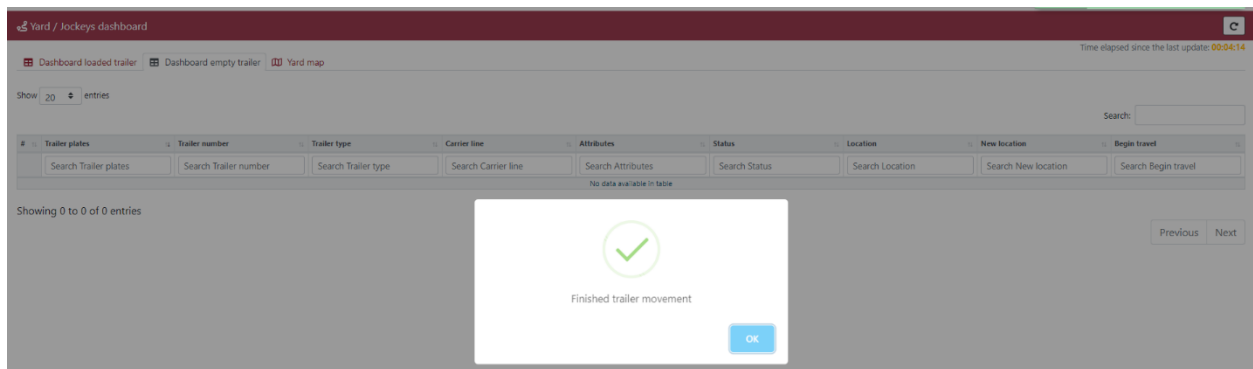 Yard / Jockeys dashboard
Time elapsed since the last update: 00:04:14
Dashboard loaded trailer Dashboard empty trailer Yard map
Show 20 entries
Search:
# Trailer plates Trailer number Trailer type Carrier line Attributes Status Location New location Begin travel
Search Trailer plates Search Trailer number Search Trailer type Search Carrier line Search Attributes Search Status Search Location Search New location Search Begin travel
No data available in table
Showing 0 to 0 of 0 entries
Previous Next
Finished trailer movement
OK